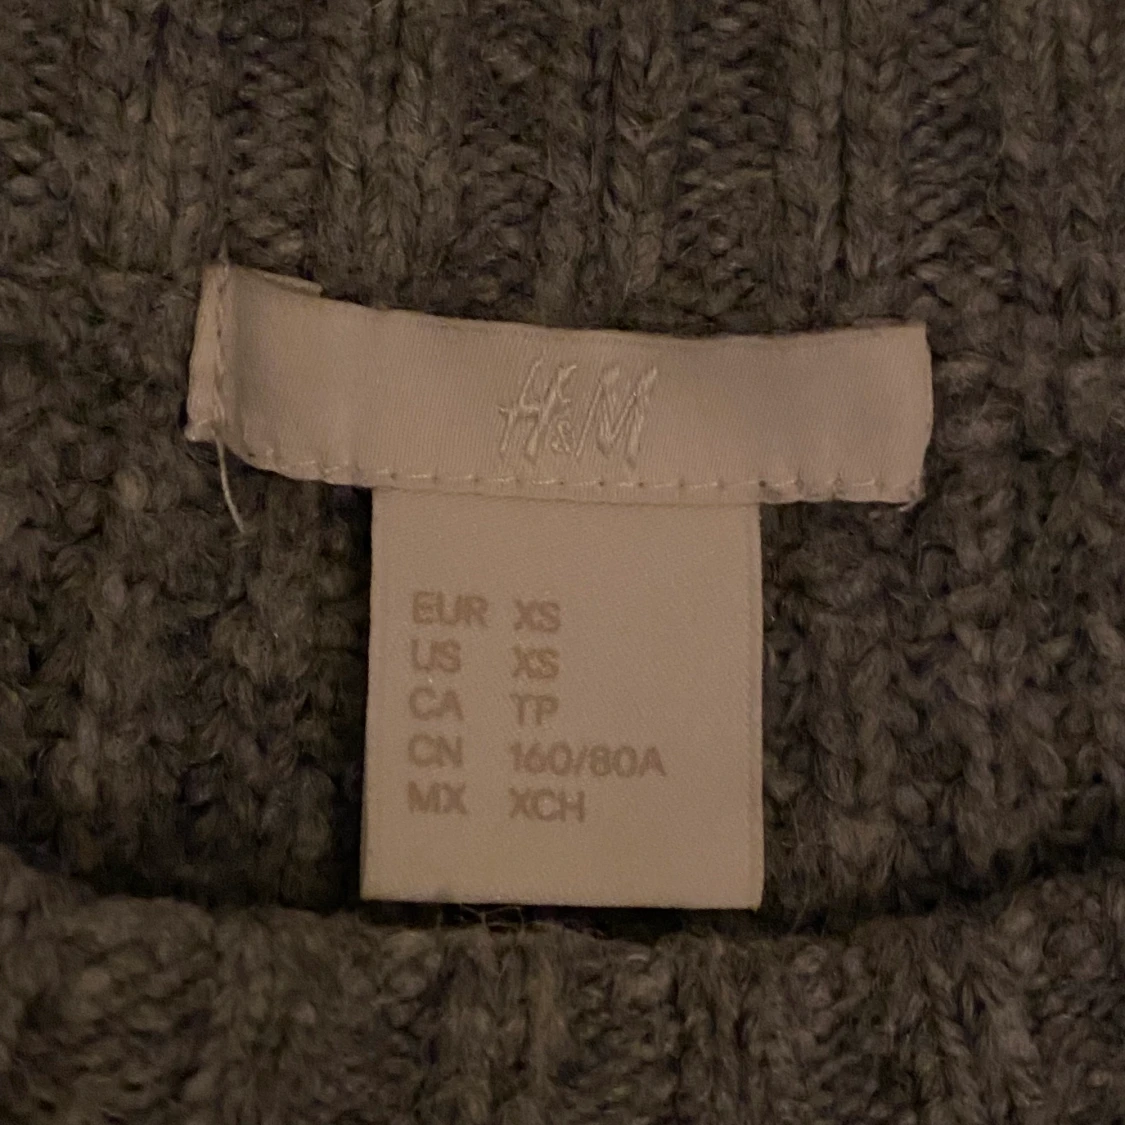 H&M
EUR XS
US XS
CA TP
CN 160/80A
MX XCH